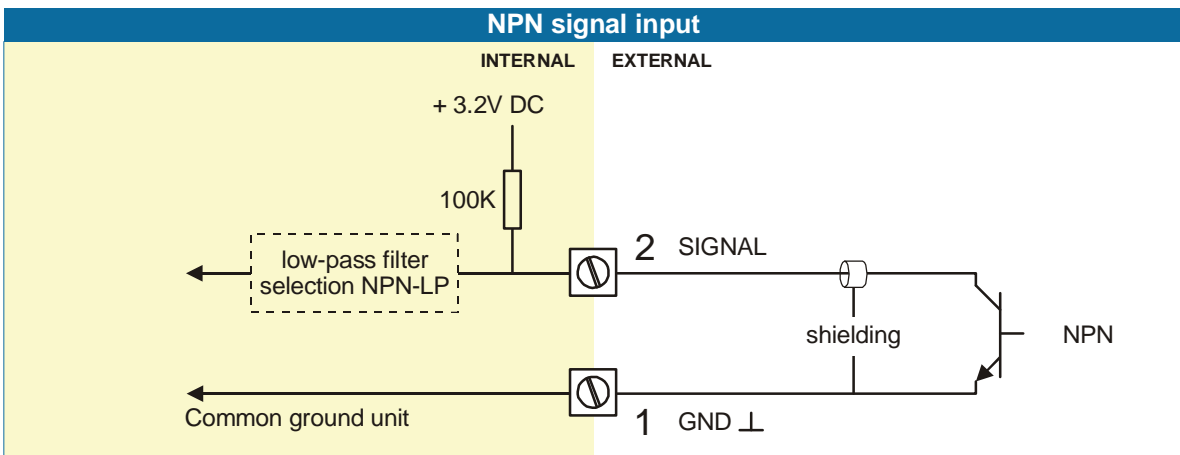 NPN signal input
INTERNAL EXTERNAL
+ 3.2V DC
100K
2 SIGNAL
low-pass filter
selection NPN-LP
shielding
NPN
Common ground unit
1 GND ⊥